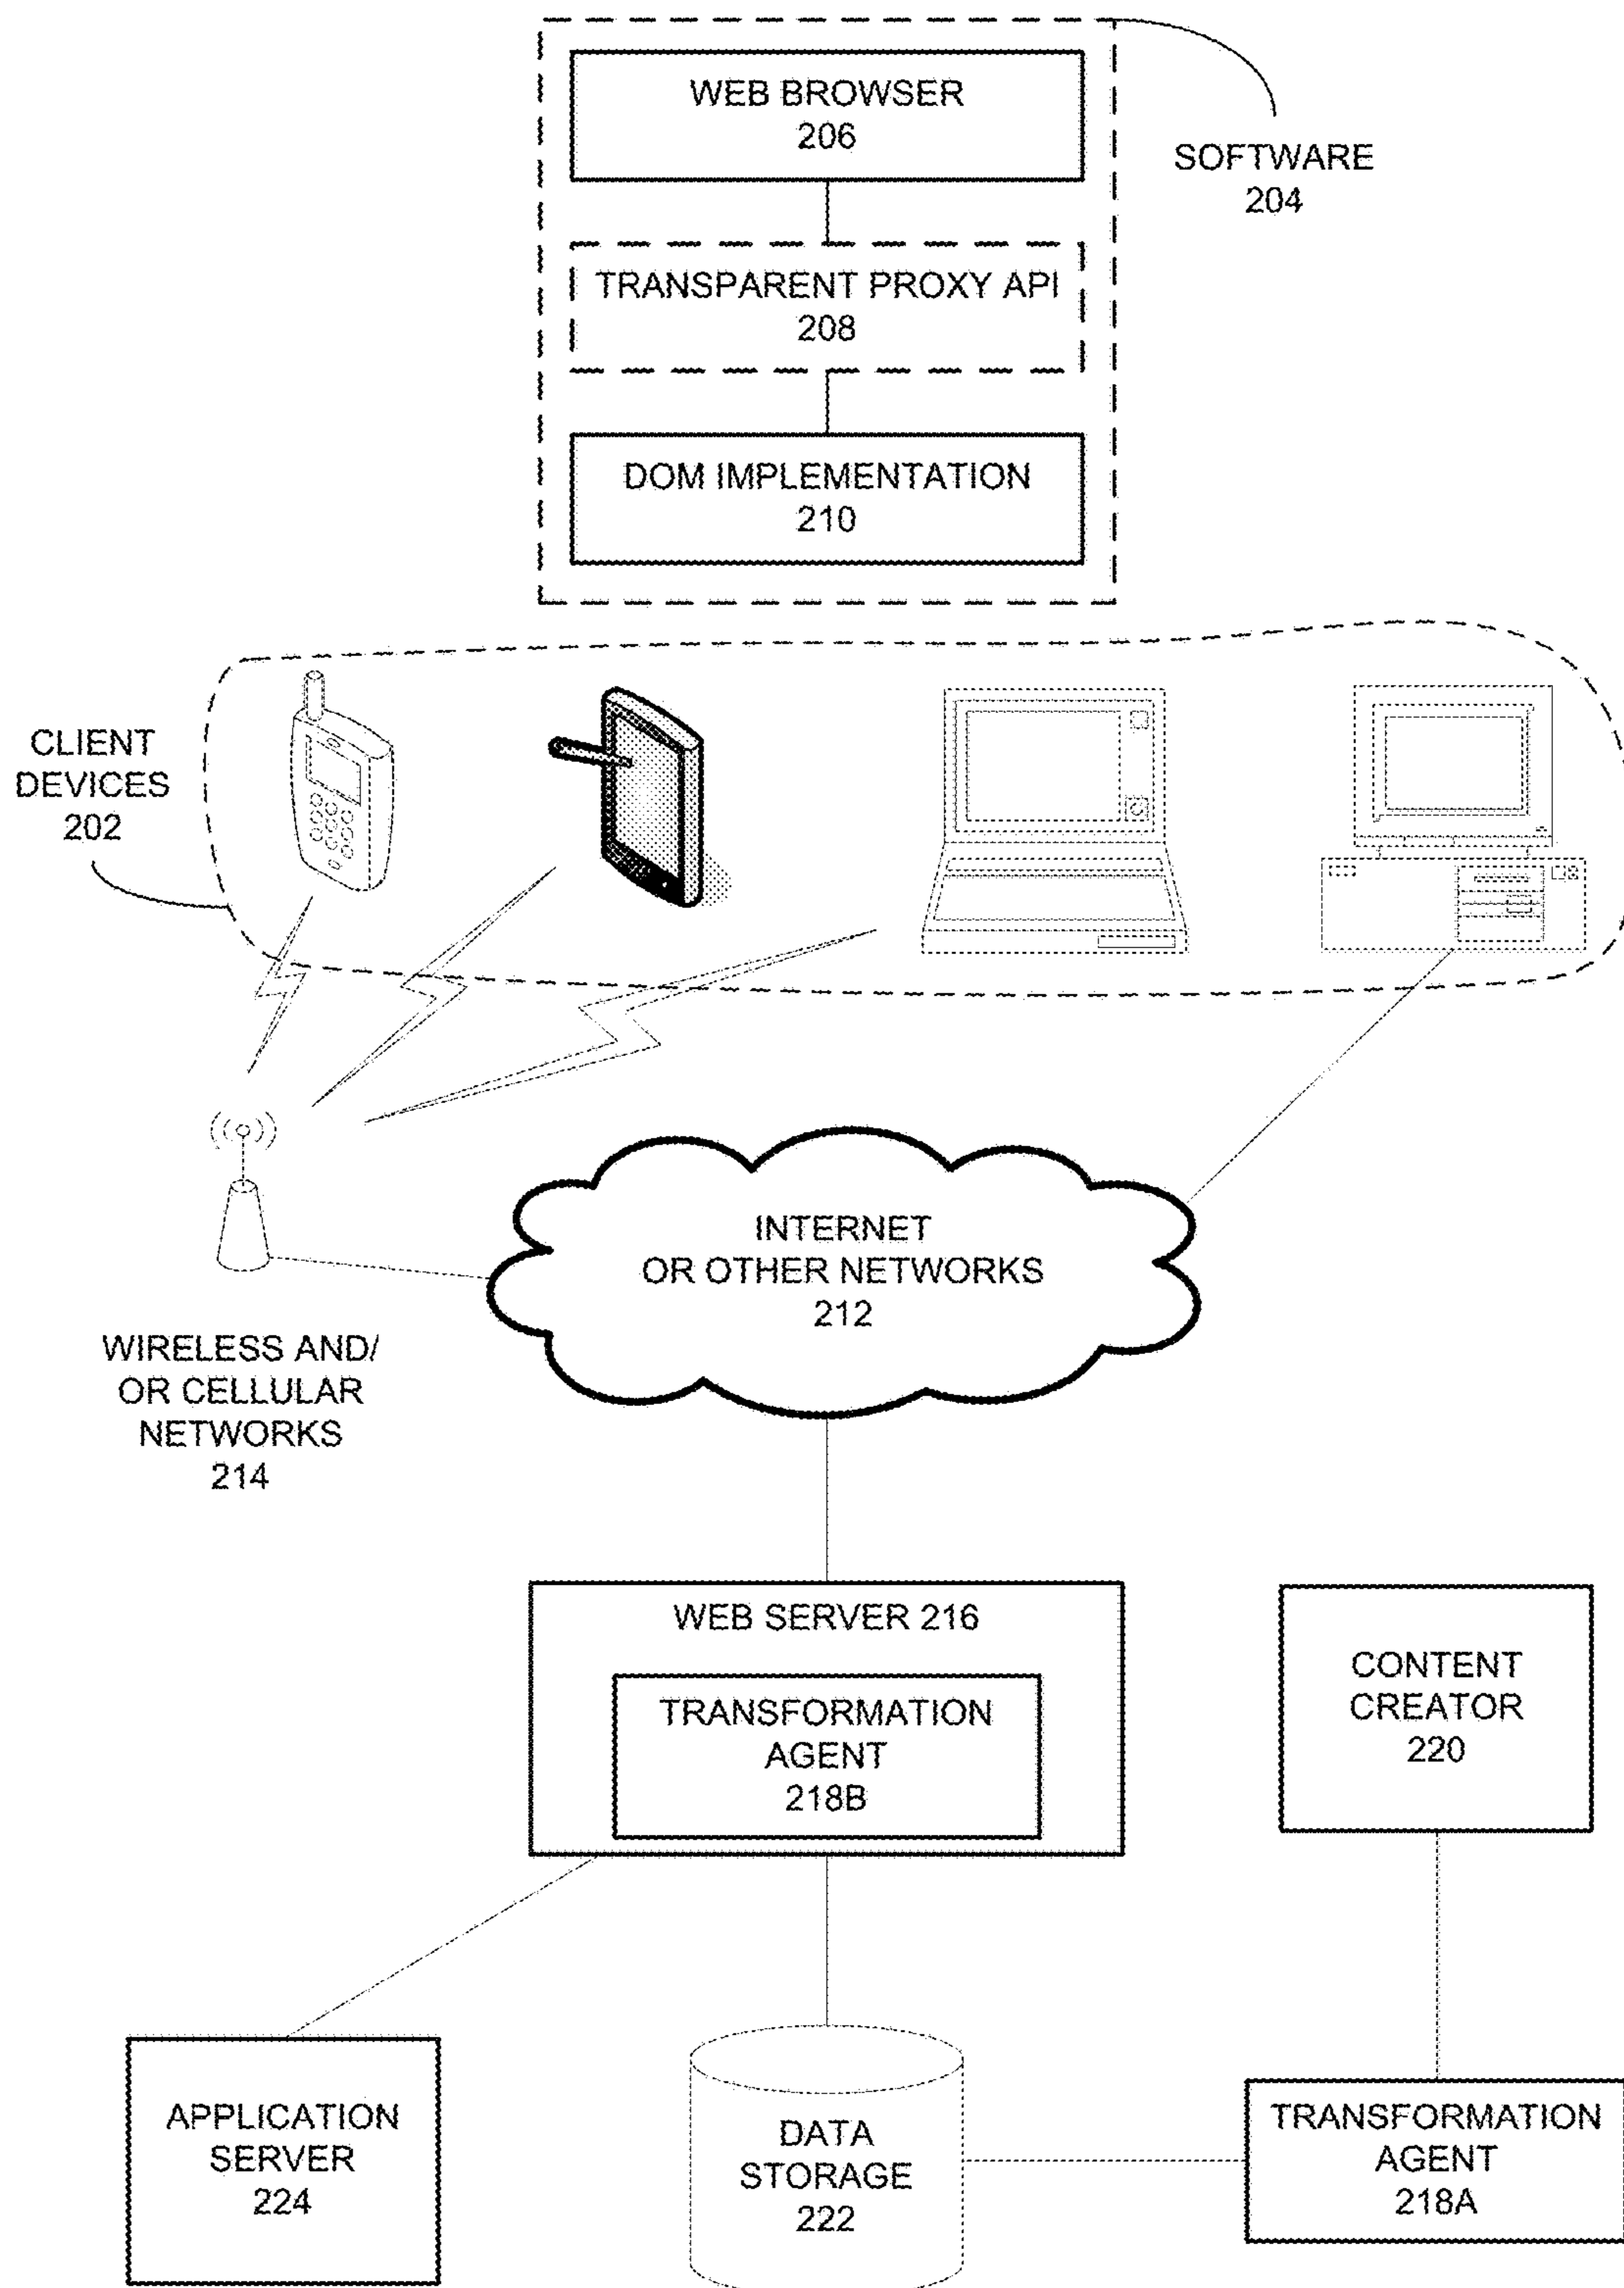 WEB BROWSER
206
SOFTWARE
204
TRANSPARENT PROXY API
208
DOM IMPLEMENTATION
210
CLIENT
DEVICES
202
INTERNET
OR OTHER NETWORKS
212
WIRELESS AND/
OR CELLULAR
NETWORKS
214
WEB SERVER 216
TRANSFORMATION
AGENT
218B
CONTENT
CREATOR
220
APPLICATION
SERVER
224
DATA
STORAGE
222
TRANSFORMATION
AGENT
218A